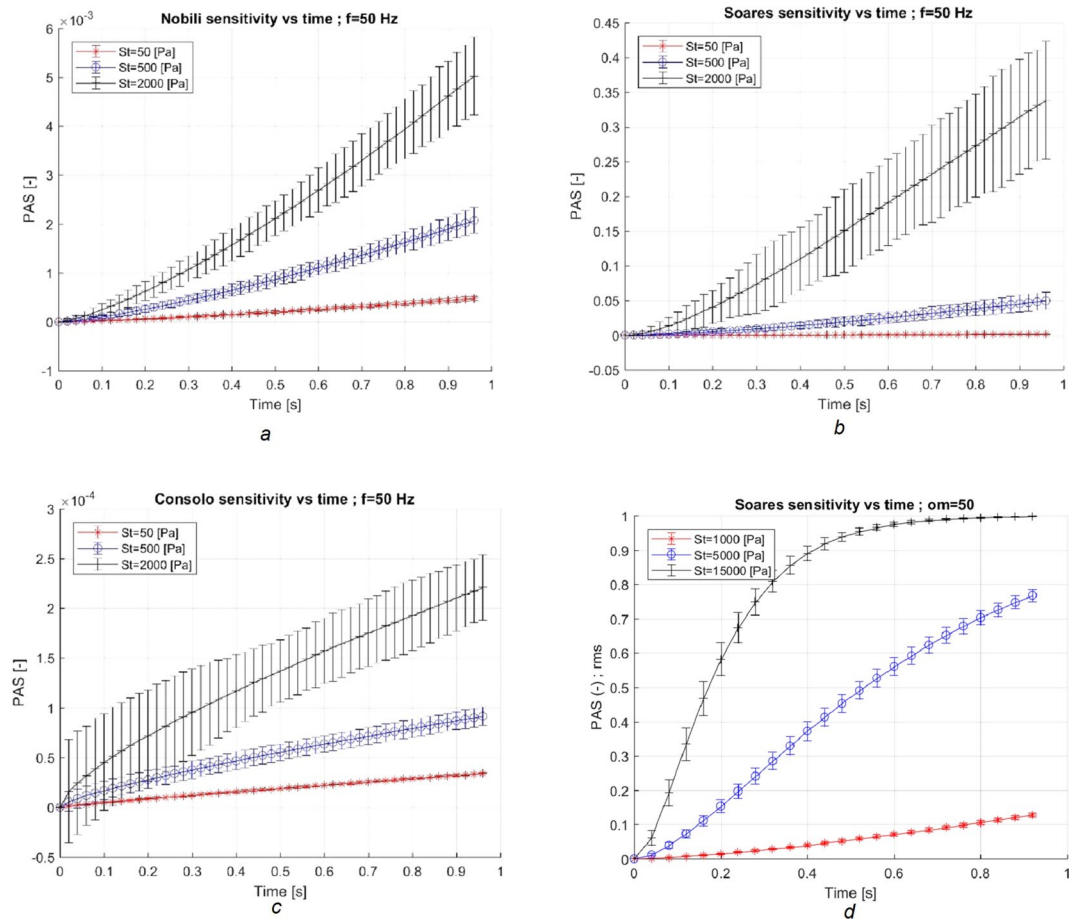 Nobili sensitivity vs time ; f=50 Hz
×10⁻³
6
5
4
3
2
1
0
-1
PAS [-]
St=50 [Pa]
St=500 [Pa]
St=2000 [Pa]
0 0.1 0.2 0.3 0.4 0.5 0.6 0.7 0.8 0.9 1
Time [s]
a
Soares sensitivity vs time ; f=50 Hz
0.45
0.4
0.35
0.3
0.25
0.2
0.15
0.1
0.05
0
-0.05
PAS [-]
St=50 [Pa]
St=500 [Pa]
St=2000 [Pa]
0 0.1 0.2 0.3 0.4 0.5 0.6 0.7 0.8 0.9 1
Time [s]
b
Consolo sensitivity vs time ; f=50 Hz
×10⁻⁴
3
2.5
2
1.5
1
0.5
0
-0.5
PAS [-]
St=50 [Pa]
St=500 [Pa]
St=2000 [Pa]
0 0.1 0.2 0.3 0.4 0.5 0.6 0.7 0.8 0.9 1
Time [s]
c
Soares sensitivity vs time ; om=50
1
0.9
0.8
0.7
0.6
0.5
0.4
0.3
0.2
0.1
0
PAS (-) ; rms
St=1000 [Pa]
St=5000 [Pa]
St=15000 [Pa]
0 0.2 0.4 0.6 0.8 1
Time [s]
d